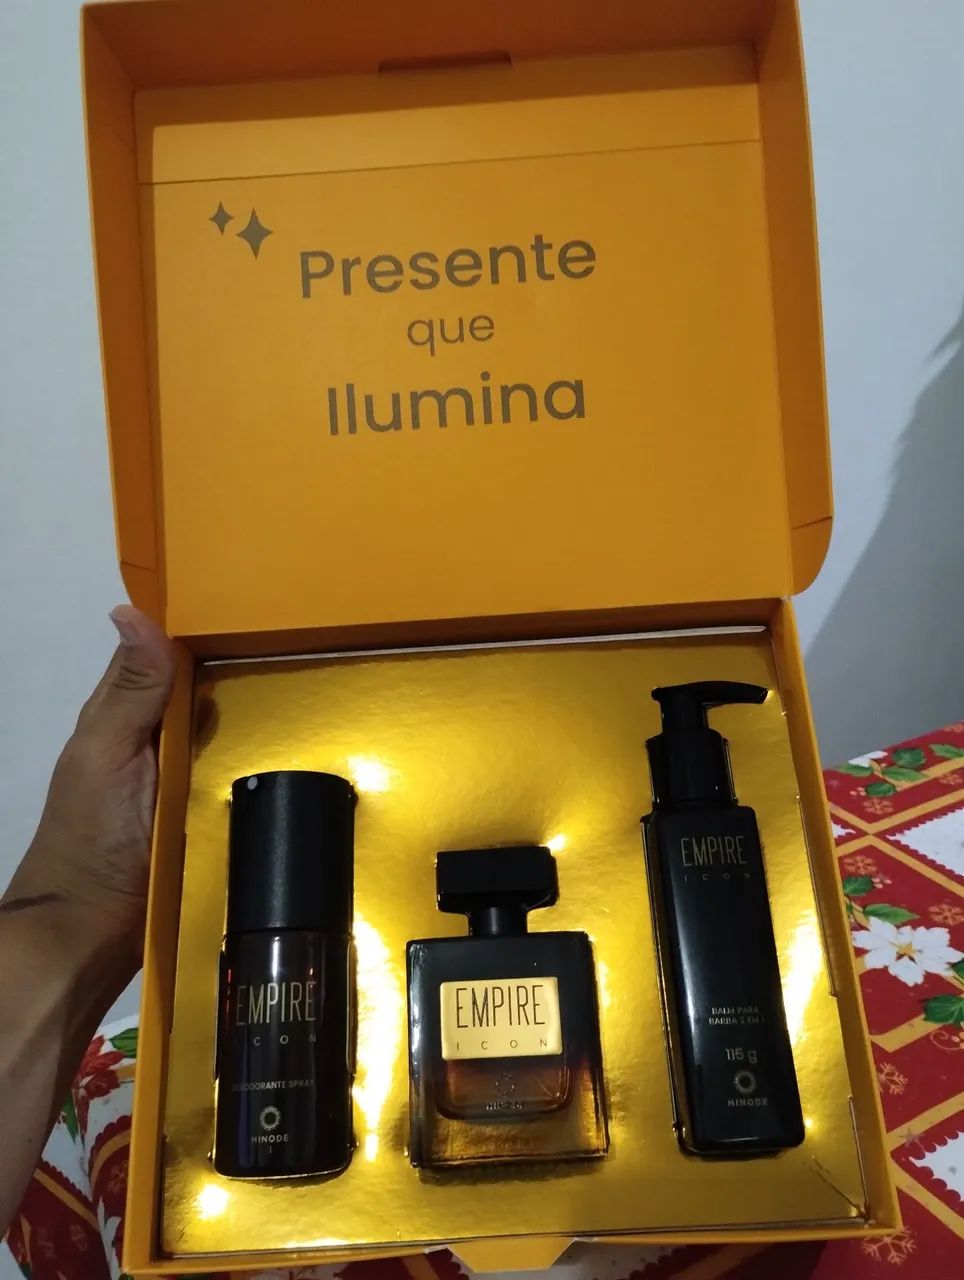 Presente
que
Ilumina
EMPIRE
ICON
DESODORANTE SPRAY
HINODE
EMPIRE
ICON
HINODE
EMPIRE
ICON
BALM PARA
BARBA 2 EM 1
115 g
HINODE